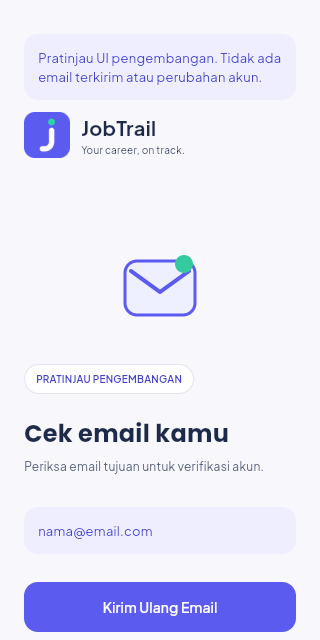 Pratinjau UI pengembangan. Tidak ada
email terkirim atau perubahan akun.
JobTrail
Your career, on track.
PRATINJAU PENGEMBANGAN
Cek email kamu
Periksa email tujuan untuk verifikasi akun.
nama@email.com
Kirim Ulang Email